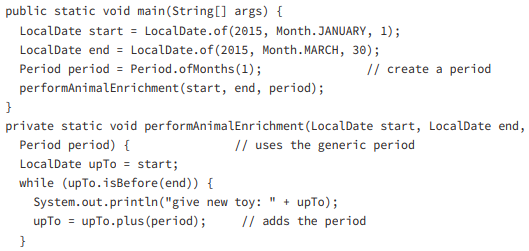 public static void main(String[] args) {
  LocalDate start = LocalDate.of(2015, Month.JANUARY, 1);
  LocalDate end = LocalDate.of(2015, Month.MARCH, 30);
  Period period = Period.ofMonths(1);              // create a period
  performAnimalEnrichment(start, end, period);
}
private static void performAnimalEnrichment(LocalDate start, LocalDate end,
  Period period) {              // uses the generic period
  LocalDate upTo = start;
  while (upTo.isBefore(end)) {
    System.out.println("give new toy: " + upTo);
    upTo = upTo.plus(period);     // adds the period
  }